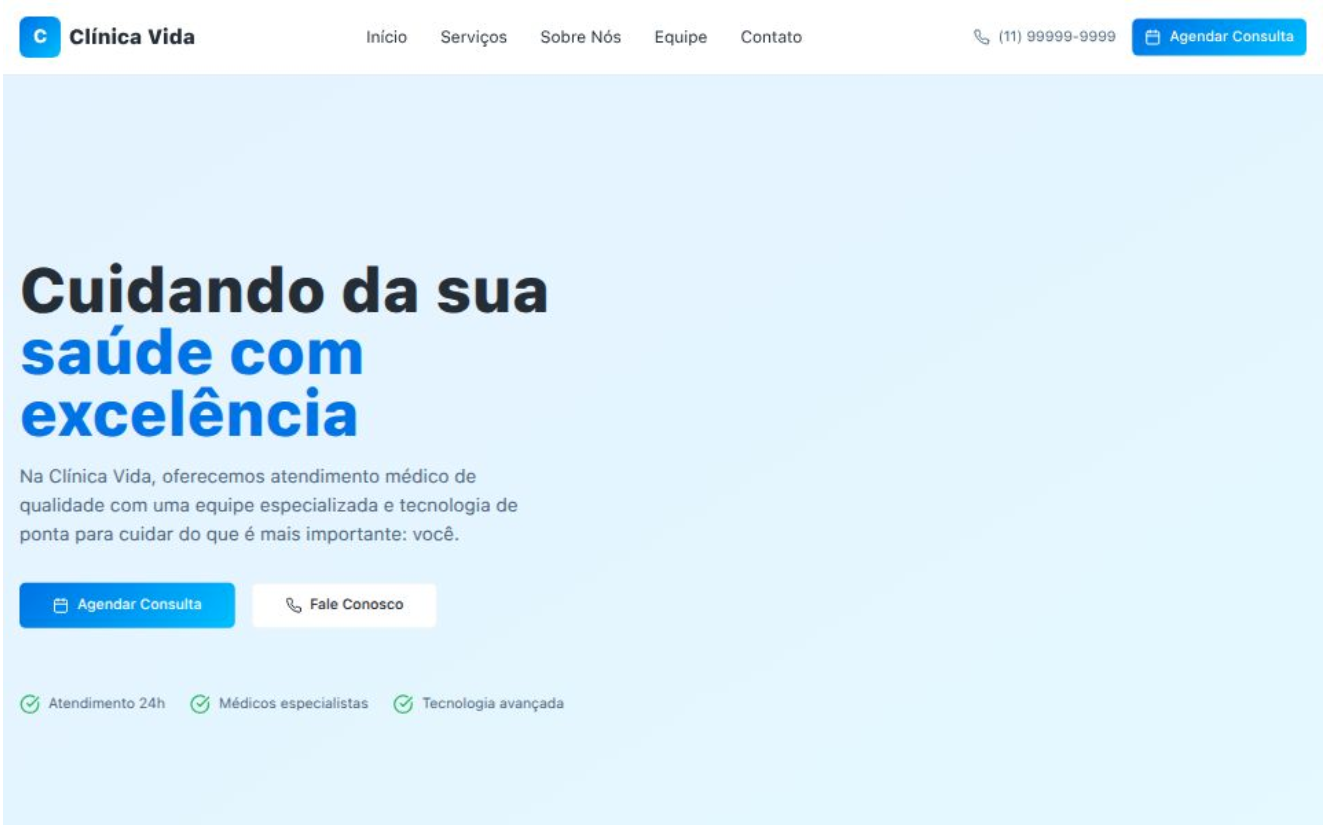 C Clínica Vida
Início Serviços Sobre Nós Equipe Contato
(11) 99999-9999
Agendar Consulta
Cuidando da sua
saúde com
excelência
Na Clínica Vida, oferecemos atendimento médico de
qualidade com uma equipe especializada e tecnologia de
ponta para cuidar do que é mais importante: você.
Agendar Consulta
Fale Conosco
Atendimento 24h
Médicos especialistas
Tecnologia avançada